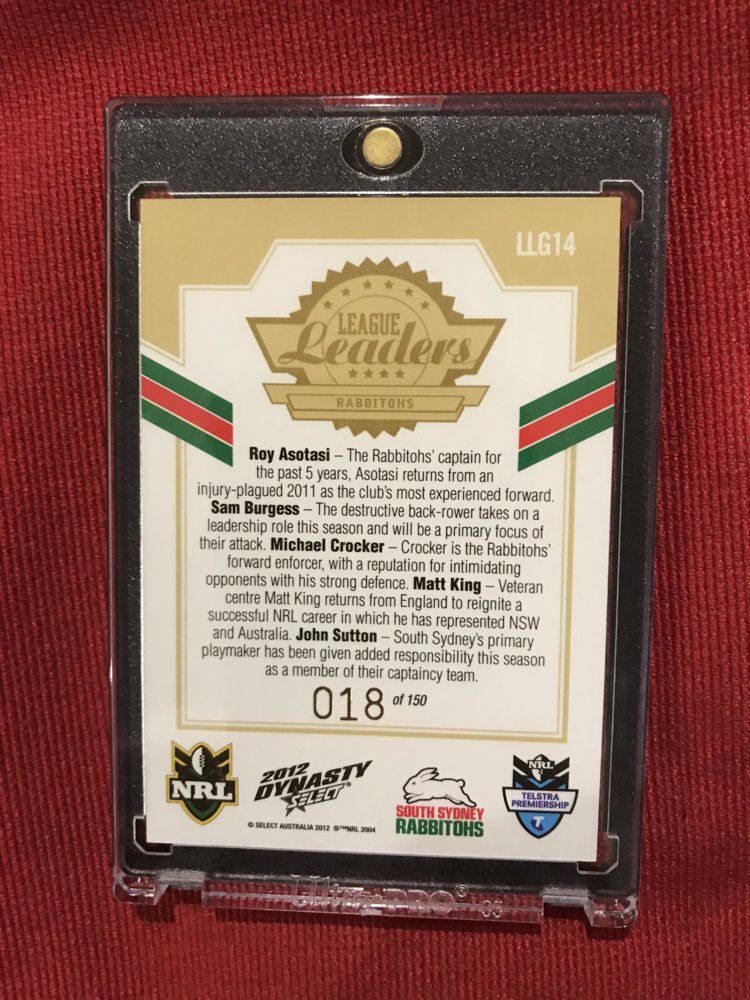 LLG14
LEAGUE
Leaders
RABBITOHS
Roy Asotasi – The Rabbitohs' captain for
the past 5 years, Asotasi returns from an
injury-plagued 2011 as the club's most experienced forward.
Sam Burgess – The destructive back-rower takes on a
leadership role this season and will be a primary focus of
their attack. Michael Crocker – Crocker is the Rabbitohs'
forward enforcer, with a reputation for intimidating
opponents with his strong defence. Matt King – Veteran
centre Matt King returns from England to reignite a
successful NRL career in which he has represented NSW
and Australia. John Sutton – South Sydney's primary
playmaker has been given added responsibility this season
as a member of their captaincy team.
018 of 150
NRL
2012
DYNASTY
SELECT®
SOUTH SYDNEY
RABBITOHS
NRL
TELSTRA
PREMIERSHIP
T
© SELECT AUSTRALIA 2012 ®™NRL 2004
Ultra PRO®